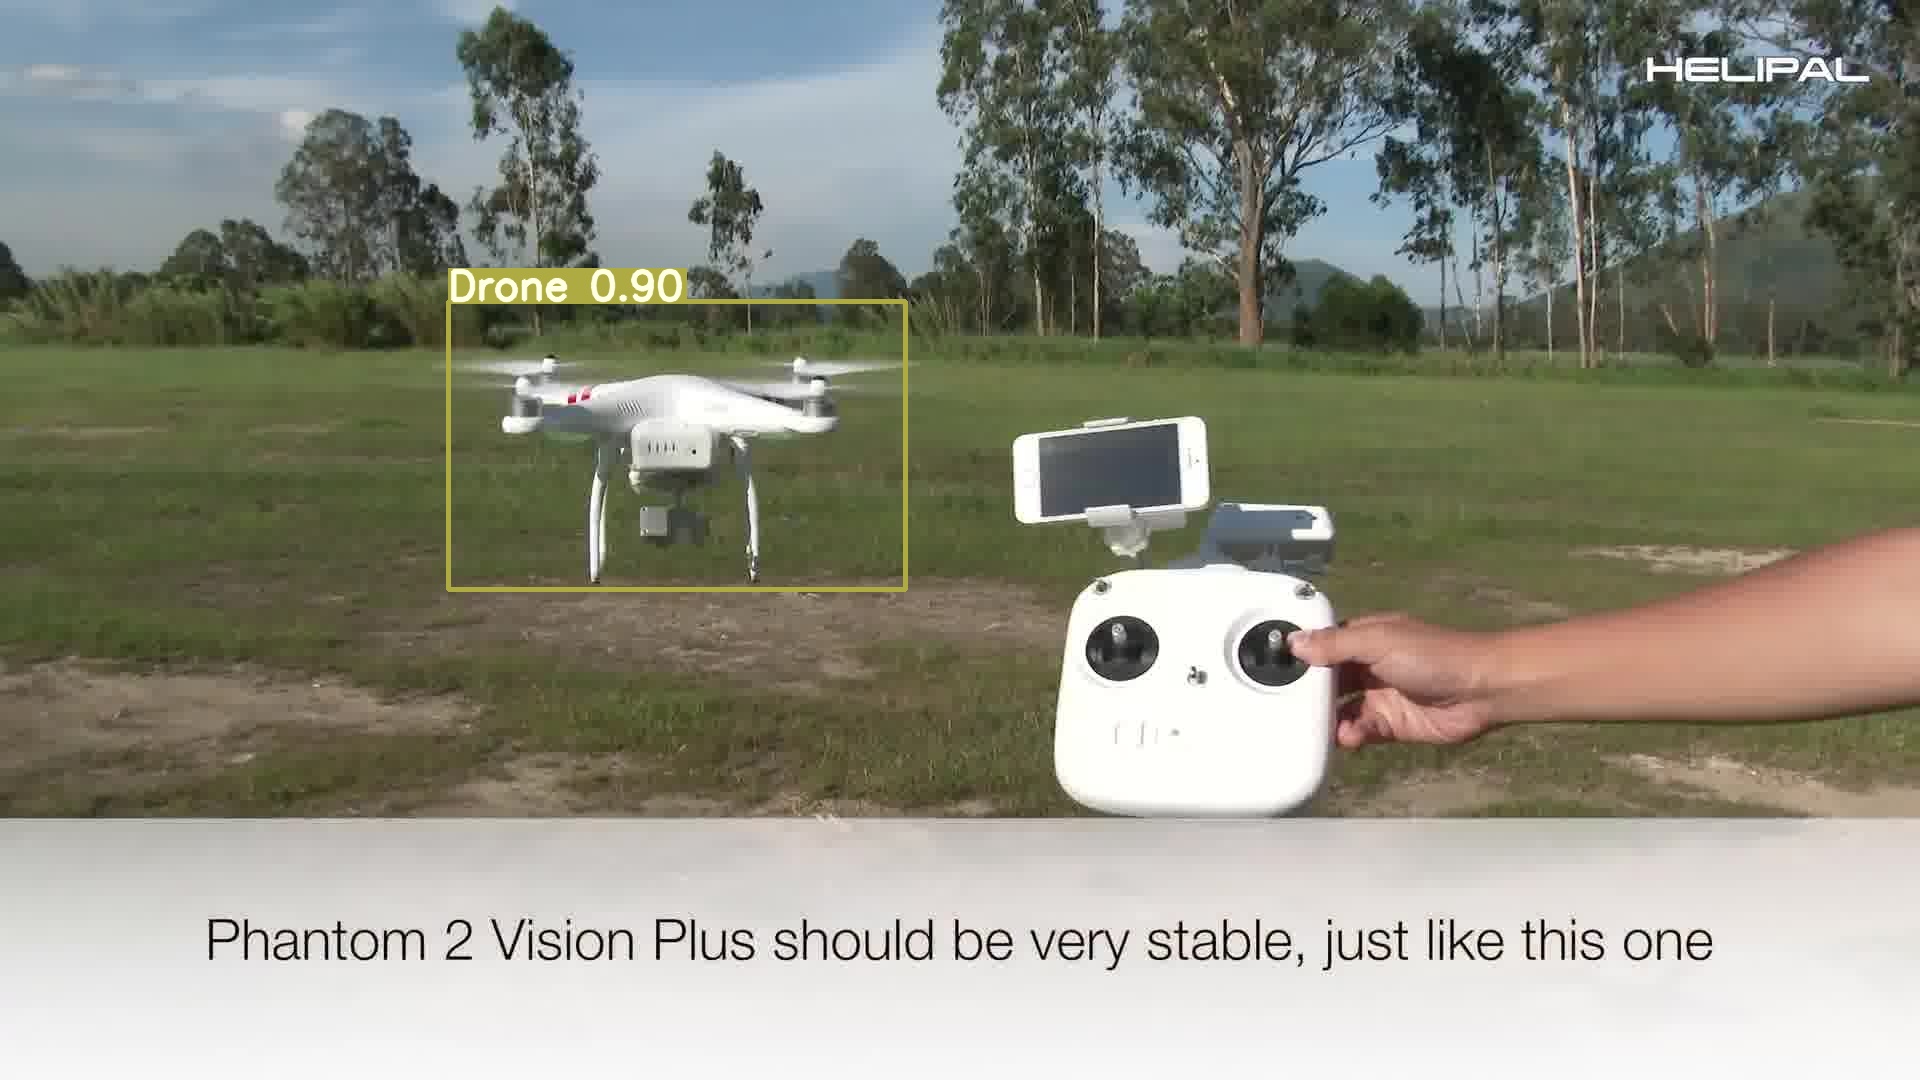 HELIPAL
Drone 0.90
Phantom 2 Vision Plus should be very stable, just like this one